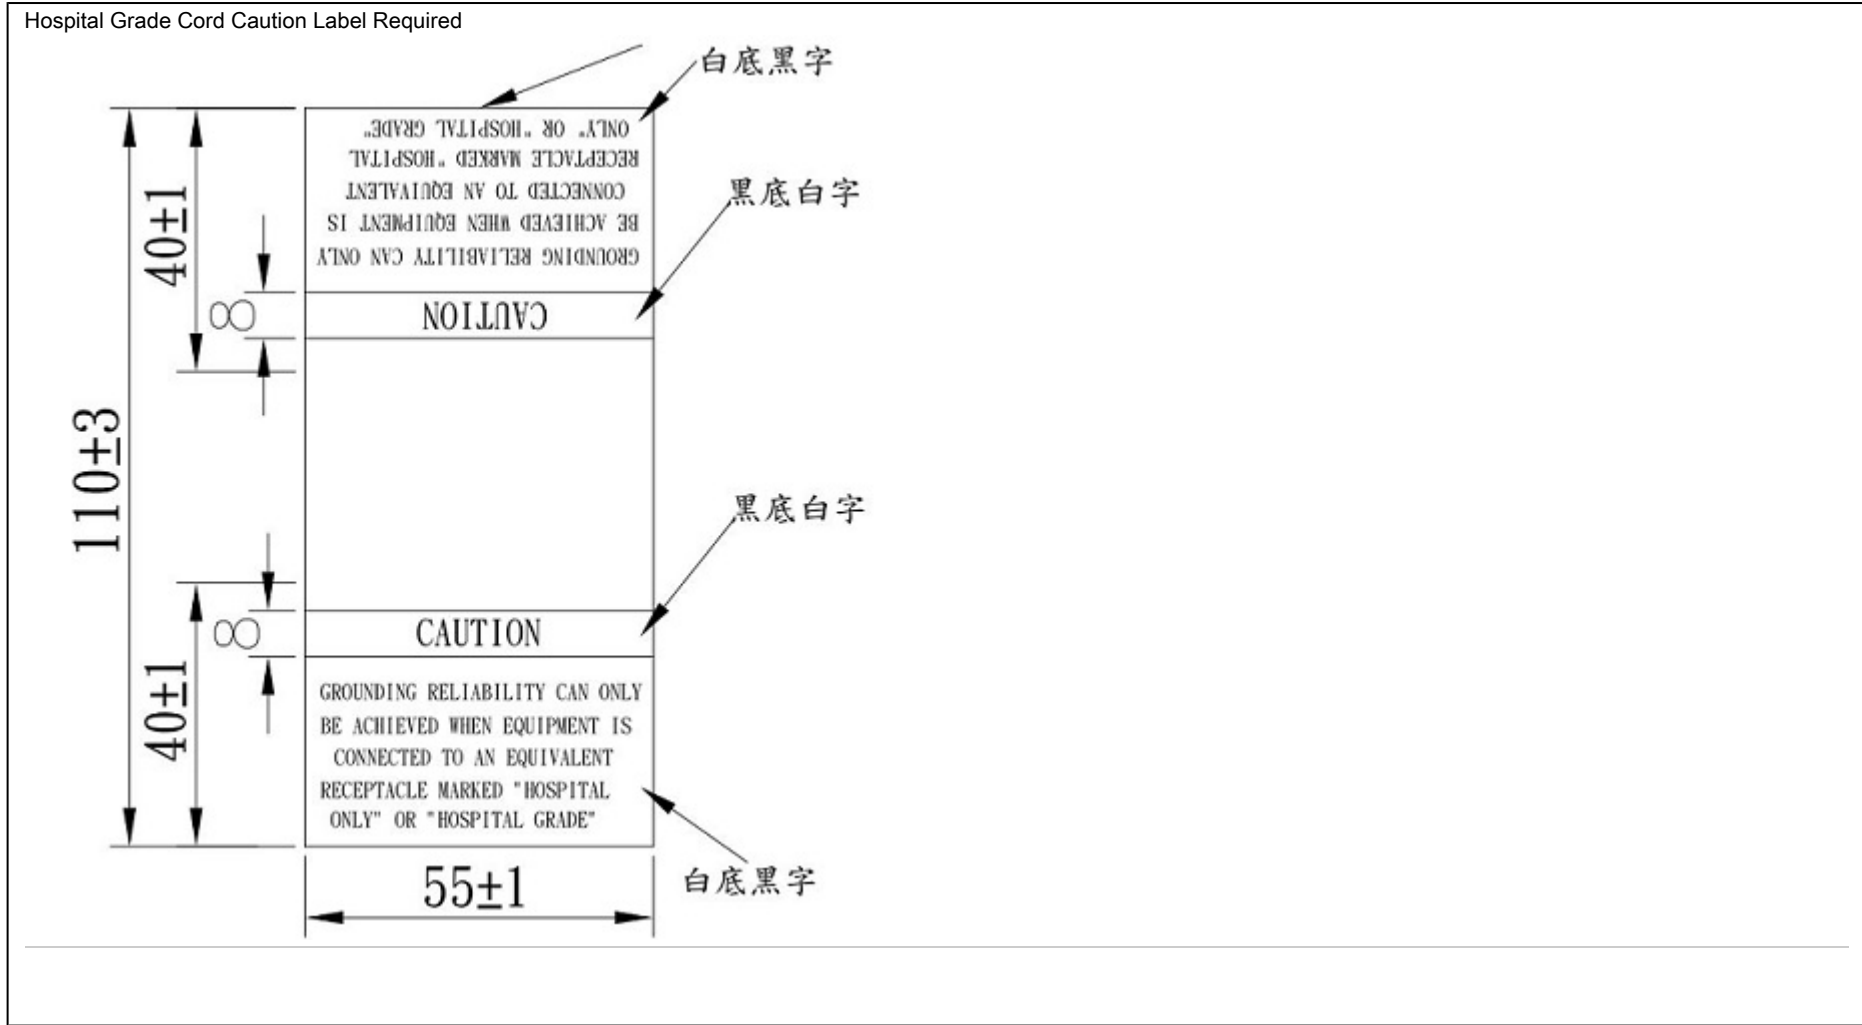 Hospital Grade Cord Caution Label Required
白底黑字
ONLY" OR "HOSPITAL GRADE"
RECEPTACLE MARKED "HOSPITAL
CONNECTED TO AN EQUIVALENT
BE ACHIEVED WHEN EQUIPMENT IS
GROUNDING RELIABILITY CAN ONLY
黑底白字
40±1
8
CAUTION
110±3
黑底白字
8
CAUTION
40±1
GROUNDING RELIABILITY CAN ONLY
BE ACHIEVED WHEN EQUIPMENT IS
CONNECTED TO AN EQUIVALENT
RECEPTACLE MARKED "HOSPITAL
ONLY" OR "HOSPITAL GRADE"
55±1
白底黑字